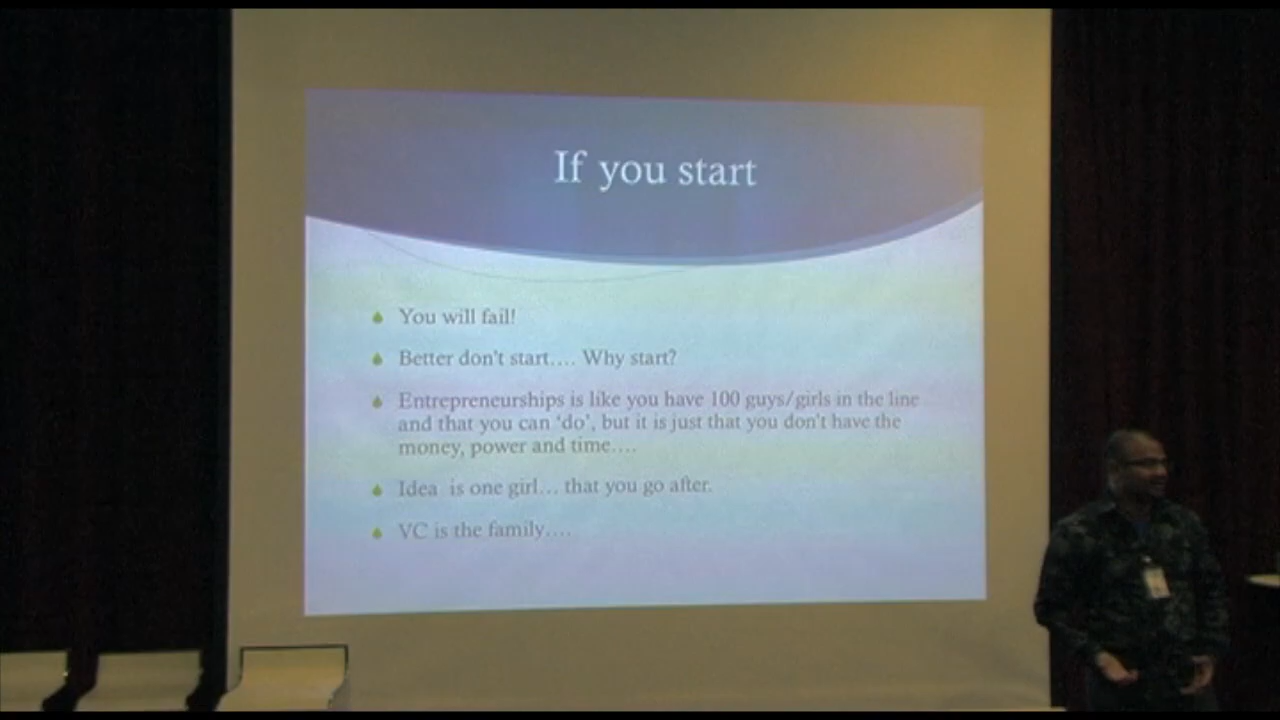 If you start
You will fail!
Better don't start.... Why start?
Entrepreneurships is like you have 100 guys/girls in the line
and that you can 'do', but it is just that you don't have the
money, power and time....
Idea is one girl... that you go after.
VC is the family....